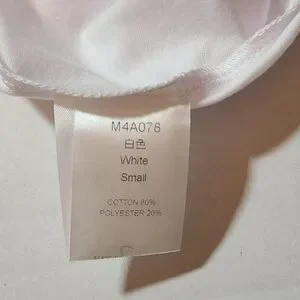 M4A078
白色
White
Small
COTTON 80%
POLYESTER 20%